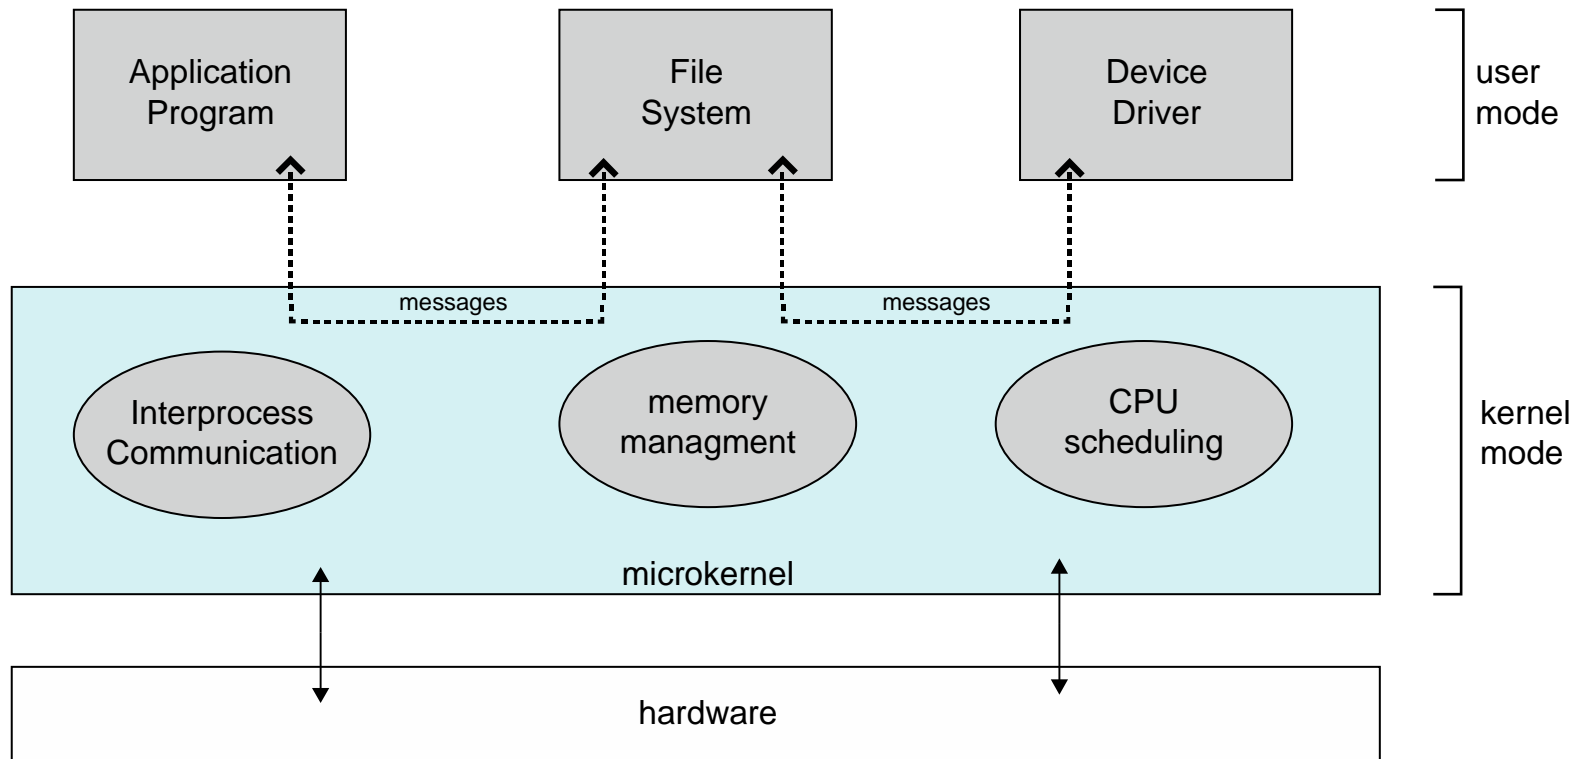 Application
Program
File
System
Device
Driver
user
mode
messages
messages
Interprocess
Communication
memory
managment
CPU
scheduling
kernel
mode
microkernel
hardware